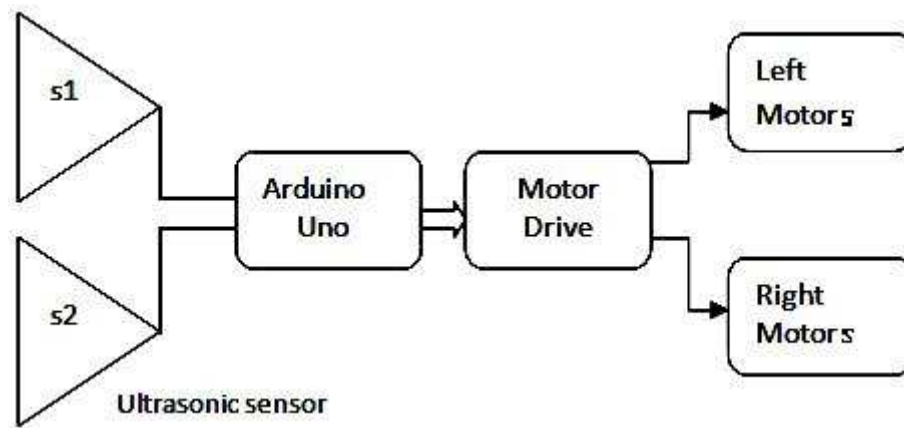 s1
s2
Ultrasonic sensor
Arduino
Uno
Motor
Drive
Left
Motors
Right
Motors